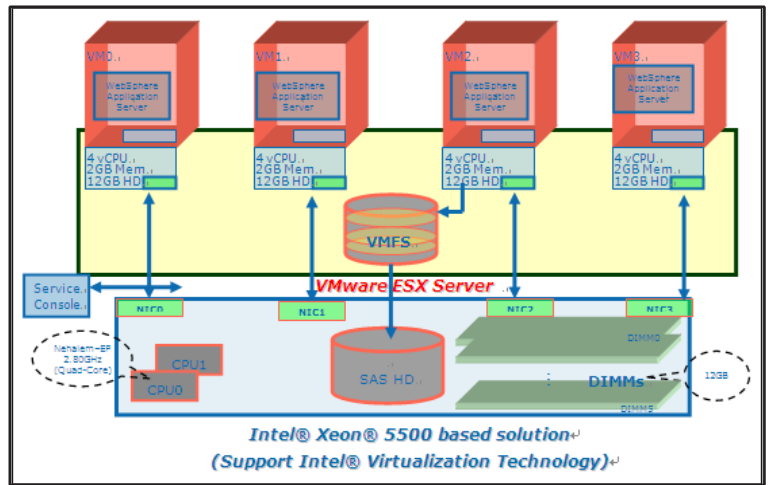 VM0.
VM1.
VM2.
VM3.
WebSphere
Application
Server
WebSphere
Application
Server
WebSphere
Application
Server
WebSphere
Application
Server
4 vCPU.
2GB Mem.
12GB HD
4 vCPU.
2GB Mem.
12GB HD
4 vCPU.
2GB Mem.
12GB HD
4 vCPU.
2GB Mem.
12GB HD
VMFS
VMware ESX Server
Service
Console
NIC0
NIC1
NIC2
NIC3
Nehalem-EP
2.80GHz
(Quad-Core)
CPU1
CPU0
SAS HD
DIMM0
⋮
DIMMs
DIMM5
12GB
Intel® Xeon® 5500 based solution
(Support Intel® Virtualization Technology)